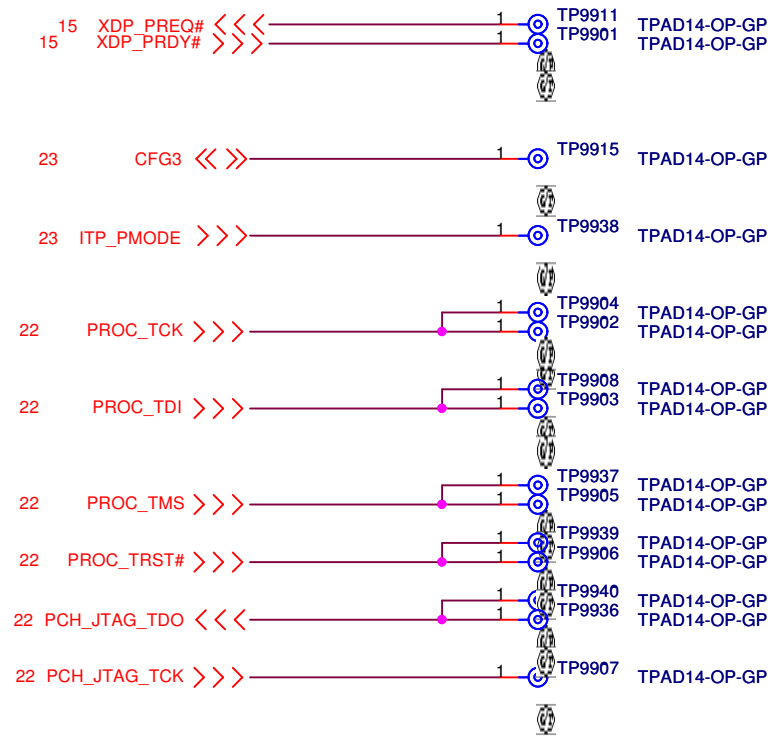 15 XDP_PREQ# 1 TP9911 TPAD14-OP-GP
15 XDP_PRDY# 1 TP9901 TPAD14-OP-GP
23 CFG3 1 TP9915 TPAD14-OP-GP
23 ITP_PMODE 1 TP9938 TPAD14-OP-GP
1 TP9904 TPAD14-OP-GP
22 PROC_TCK 1 TP9902 TPAD14-OP-GP
1 TP9908 TPAD14-OP-GP
22 PROC_TDI 1 TP9903 TPAD14-OP-GP
1 TP9937 TPAD14-OP-GP
22 PROC_TMS 1 TP9905 TPAD14-OP-GP
1 TP9939 TPAD14-OP-GP
22 PROC_TRST# 1 TP9906 TPAD14-OP-GP
1 TP9940 TPAD14-OP-GP
22 PCH_JTAG_TDO 1 TP9936 TPAD14-OP-GP
22 PCH_JTAG_TCK 1 TP9907 TPAD14-OP-GP